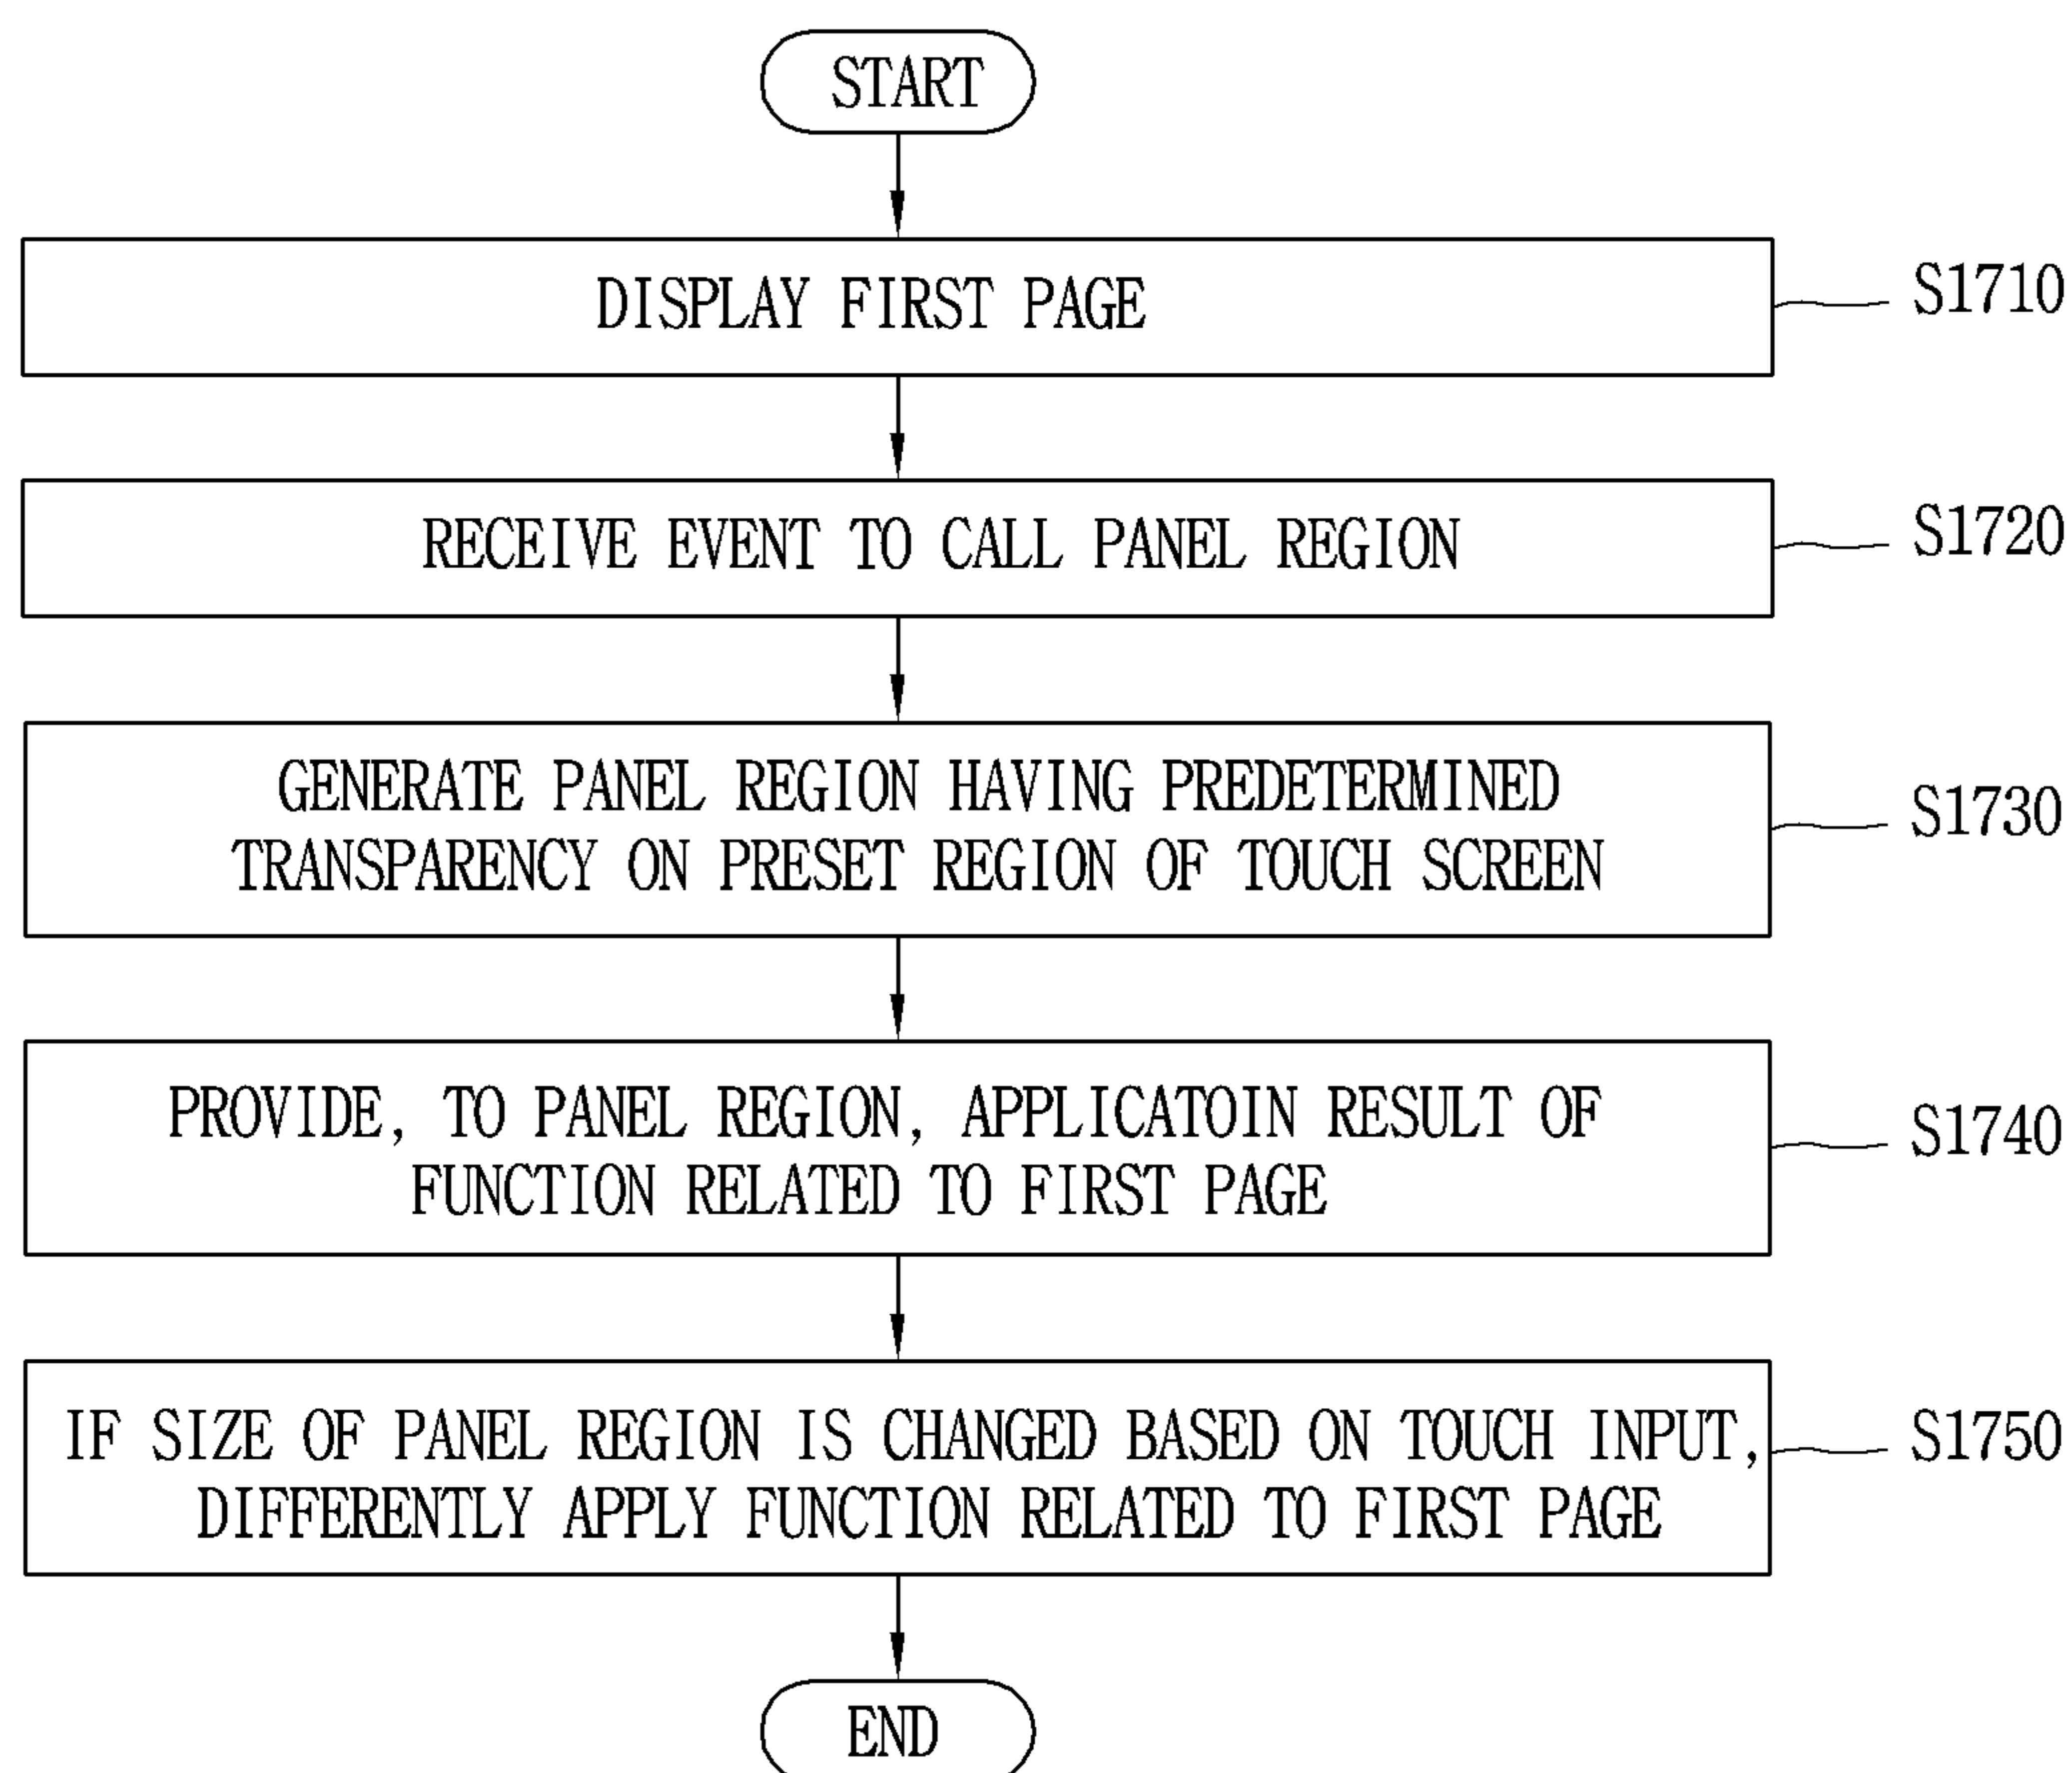 START
DISPLAY FIRST PAGE
S1710
RECEIVE EVENT TO CALL PANEL REGION
S1720
GENERATE PANEL REGION HAVING PREDETERMINED
TRANSPARENCY ON PRESET REGION OF TOUCH SCREEN
S1730
PROVIDE, TO PANEL REGION, APPLICATOIN RESULT OF
FUNCTION RELATED TO FIRST PAGE
S1740
IF SIZE OF PANEL REGION IS CHANGED BASED ON TOUCH INPUT,
DIFFERENTLY APPLY FUNCTION RELATED TO FIRST PAGE
S1750
END